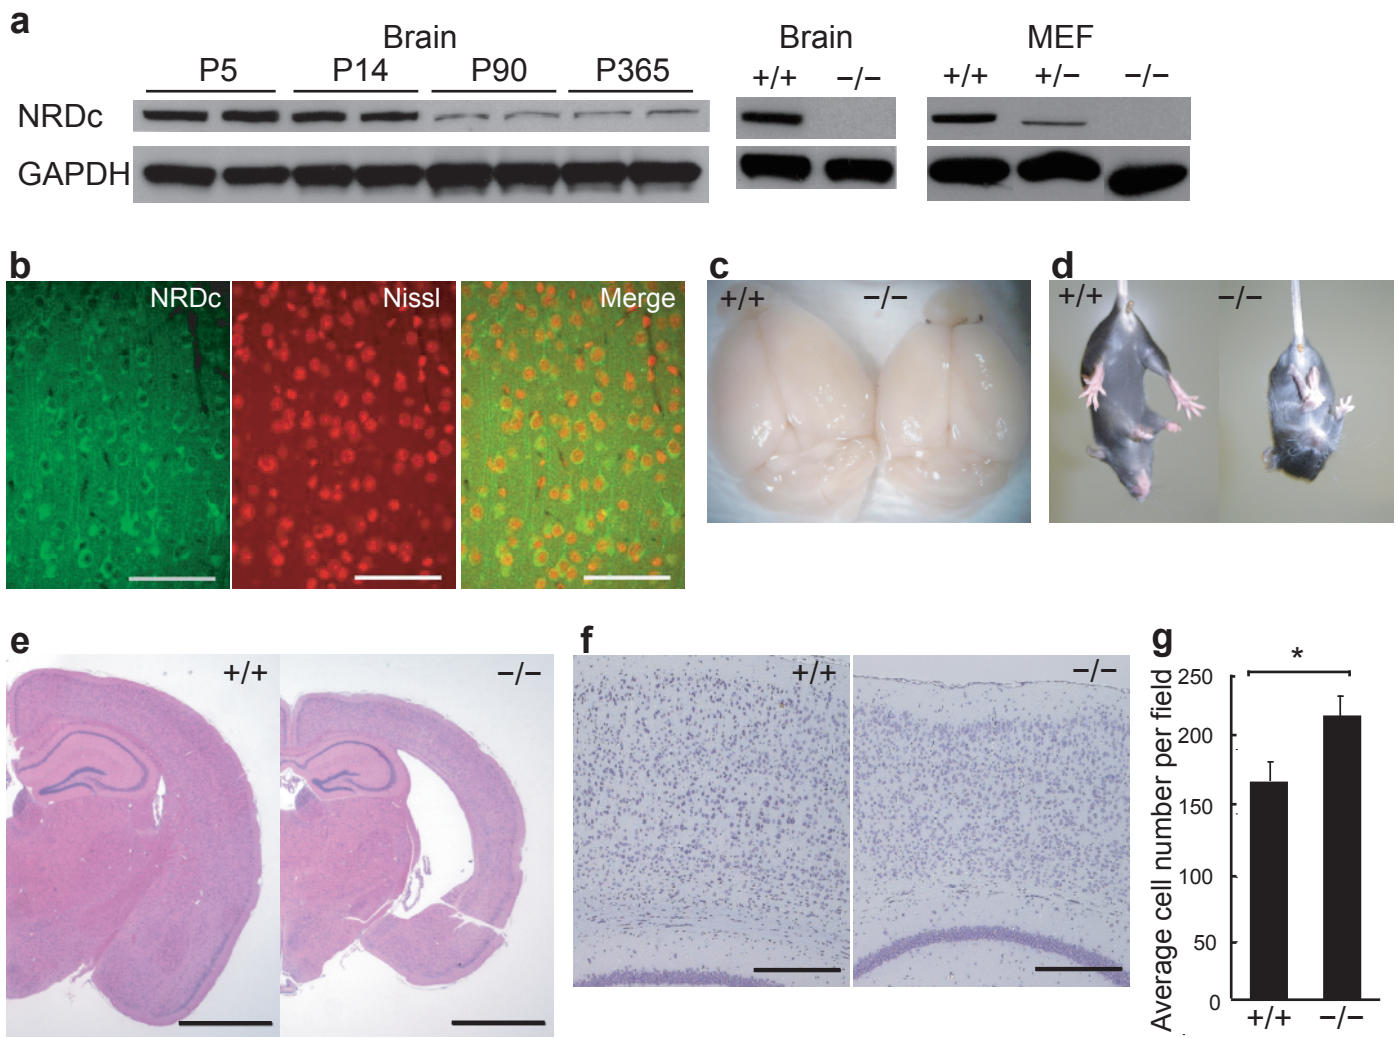 a
Brain
P5 P14 P90 P365
NRDc
GAPDH
Brain
+/+ −/−
MEF
+/+ +/− −/−
b
NRDc
Nissl
Merge
c
+/+ −/−
d
+/+ −/−
e
+/+ −/−
f
+/+ −/−
g
*
Average cell number per field
250
200
150
100
50
0
+/+ −/−